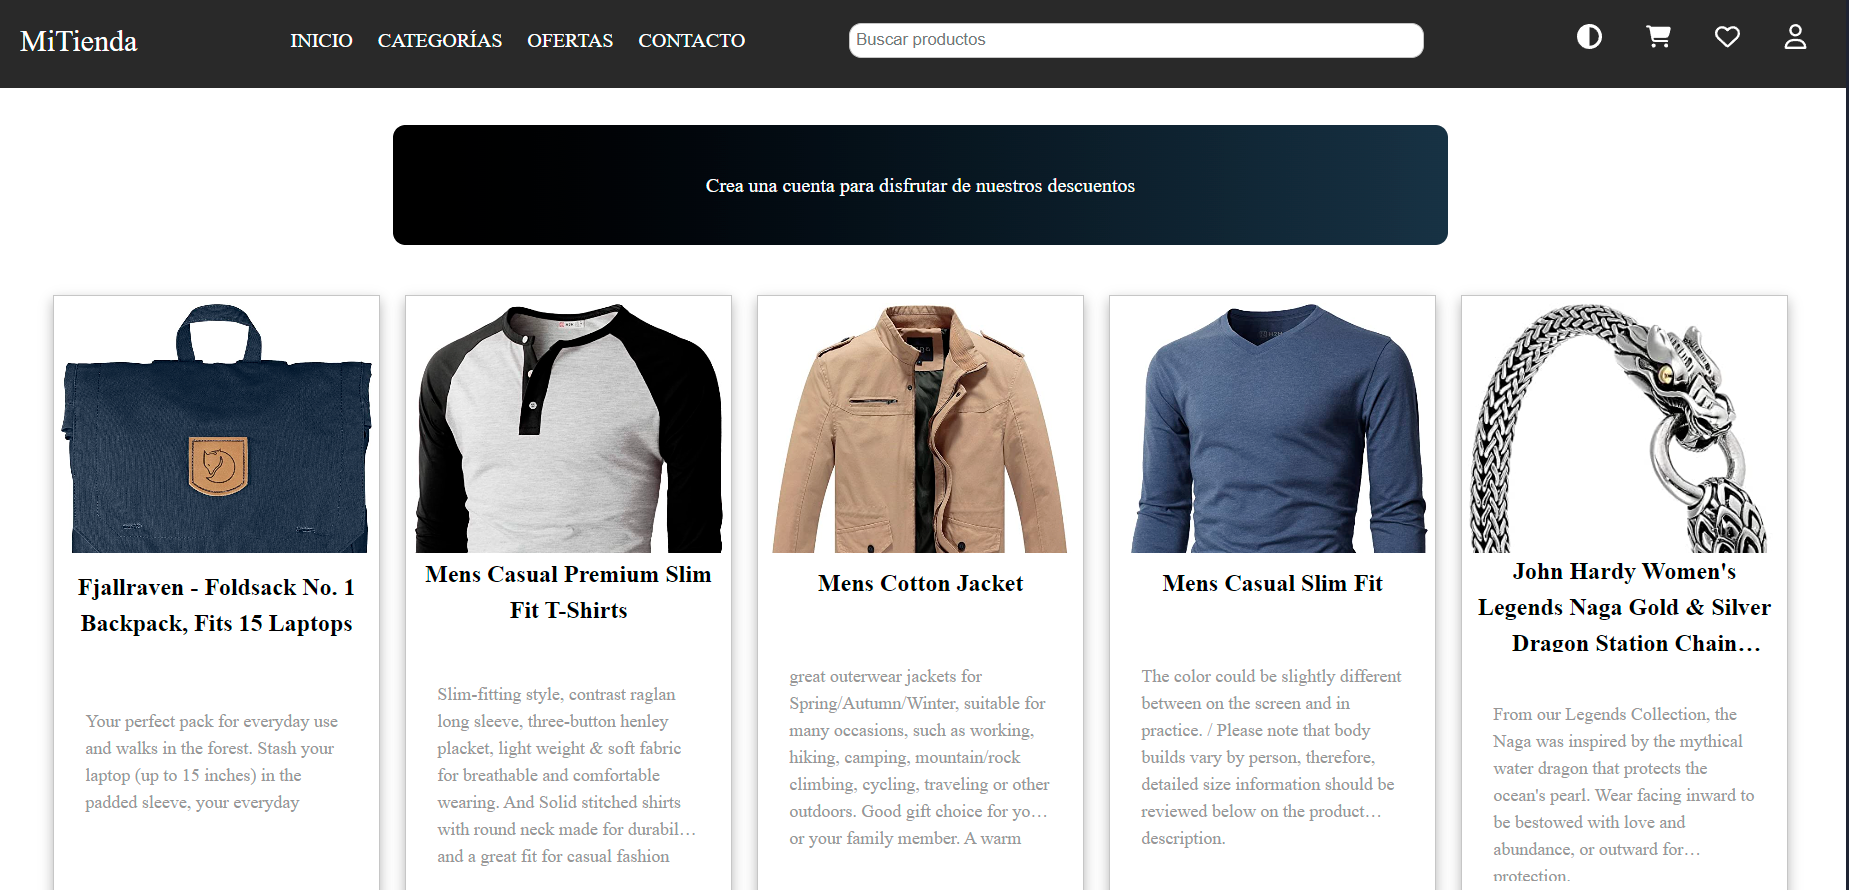 MiTienda
INICIO CATEGORÍAS OFERTAS CONTACTO
Buscar productos
Crea una cuenta para disfrutar de nuestros descuentos
Fjallraven - Foldsack No. 1
Backpack, Fits 15 Laptops
Your perfect pack for everyday use
and walks in the forest. Stash your
laptop (up to 15 inches) in the
padded sleeve, your everyday
Mens Casual Premium Slim
Fit T-Shirts
Slim-fitting style, contrast raglan
long sleeve, three-button henley
placket, light weight & soft fabric
for breathable and comfortable
wearing. And Solid stitched shirts
with round neck made for durabil…
and a great fit for casual fashion
Mens Cotton Jacket
great outerwear jackets for
Spring/Autumn/Winter, suitable for
many occasions, such as working,
hiking, camping, mountain/rock
climbing, cycling, traveling or other
outdoors. Good gift choice for yo…
or your family member. A warm
Mens Casual Slim Fit
The color could be slightly different
between on the screen and in
practice. / Please note that body
builds vary by person, therefore,
detailed size information should be
reviewed below on the product…
description.
John Hardy Women's
Legends Naga Gold & Silver
Dragon Station Chain…
From our Legends Collection, the
Naga was inspired by the mythical
water dragon that protects the
ocean's pearl. Wear facing inward to
be bestowed with love and
abundance, or outward for…
protection.